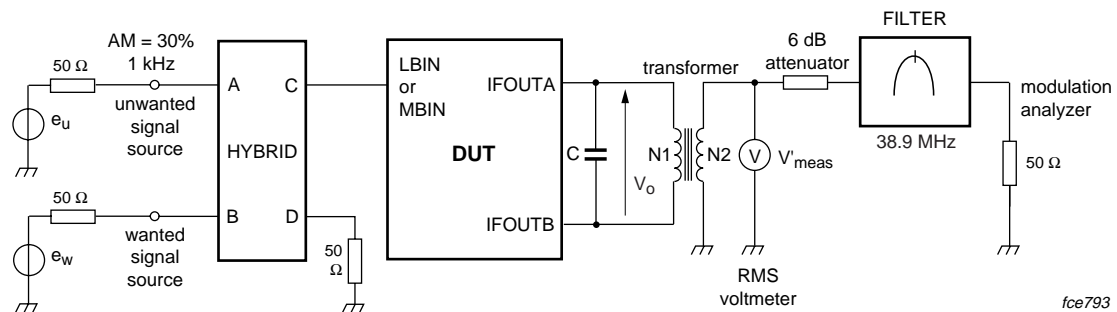 FILTER
AM = 30%
1 kHz
6 dB
attenuator
50 Ω
A
C
LBIN
or
MBIN
IFOUTA
transformer
modulation
analyzer
eu
unwanted
signal
source
HYBRID
DUT
C
Vo
N1
N2
V
V'meas
38.9 MHz
50 Ω
50 Ω
B
D
IFOUTB
ew
wanted
signal
source
50
Ω
RMS
voltmeter
fce793